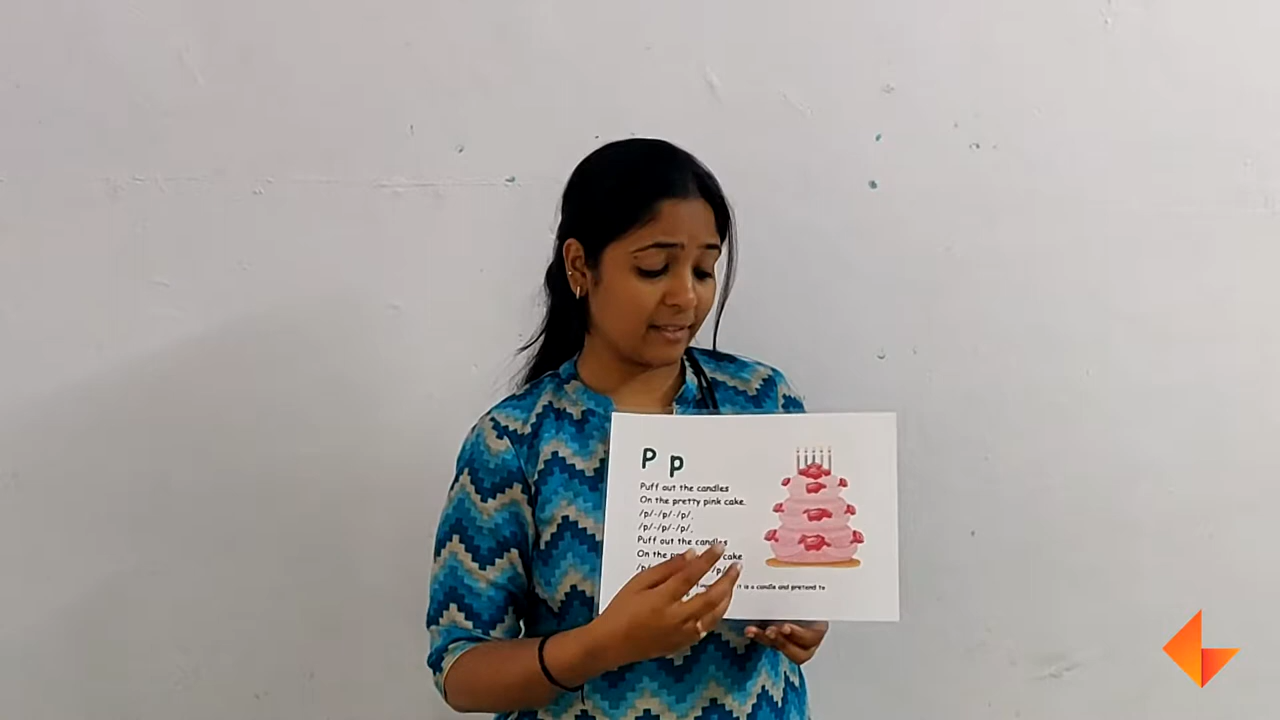 P p
Puff out the candles
On the pretty pink cake.
/p/-/p/-/p/,
/p/-/p/-/p/,
Puff out the candles
On the cake
it is a candle and pretend to